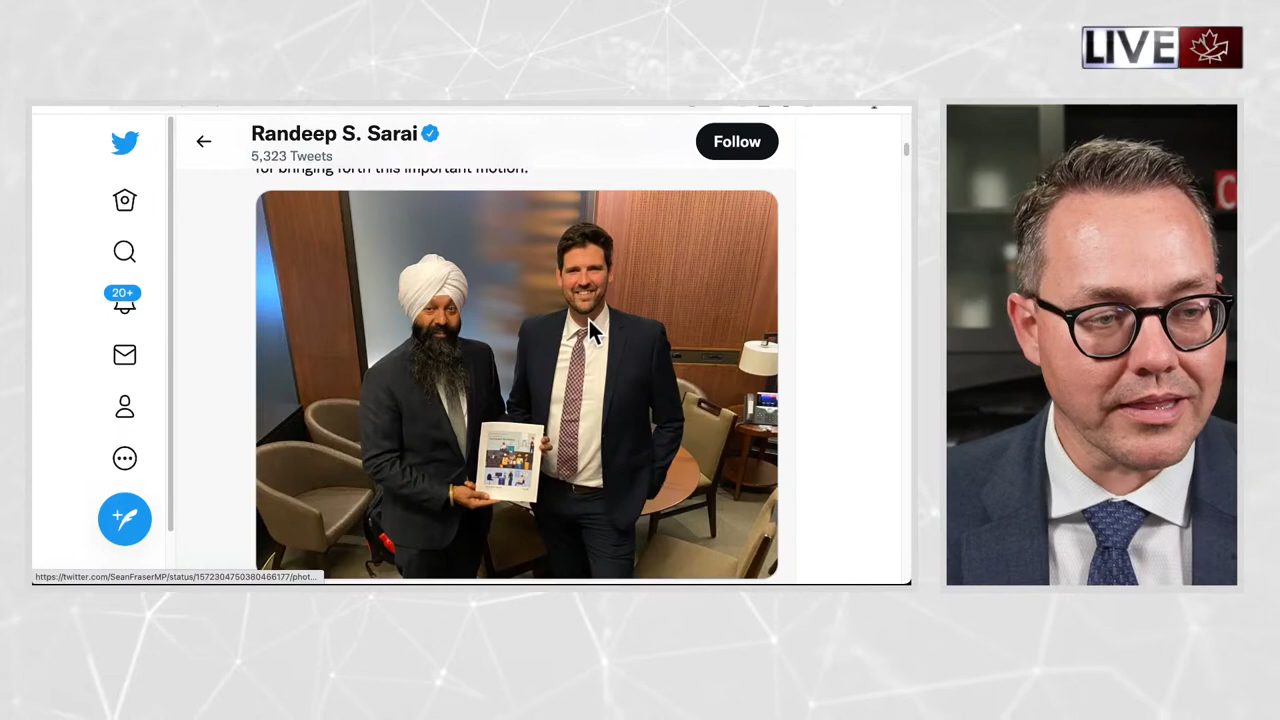 LIVE
Randeep S. Sarai
5,323 Tweets
Follow
for bringing forth this important motion.
20+
https://twitter.com/SeanFraserMP/status/1572304750380466177/phot...
C